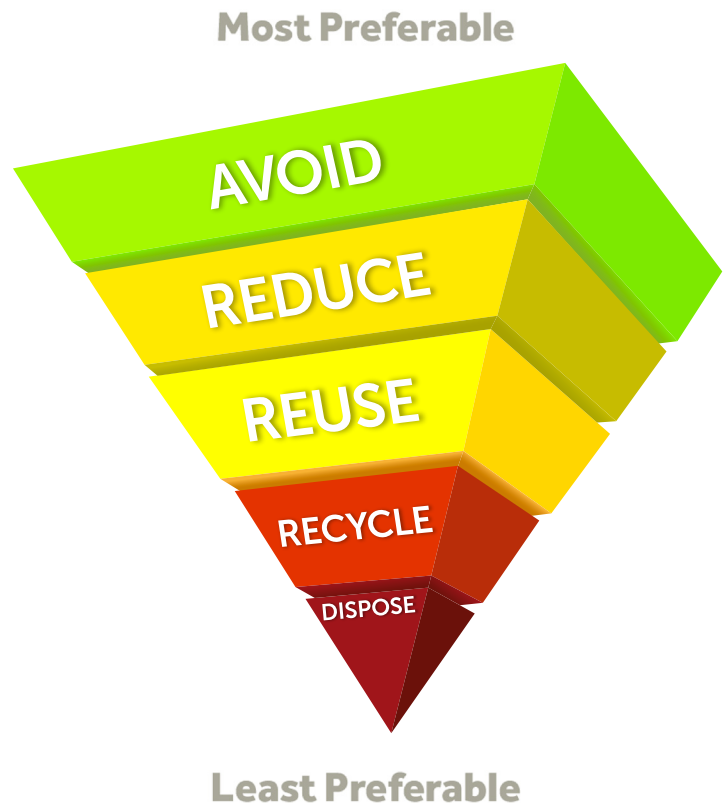 Most Preferable
AVOID
REDUCE
REUSE
RECYCLE
DISPOSE
Least Preferable